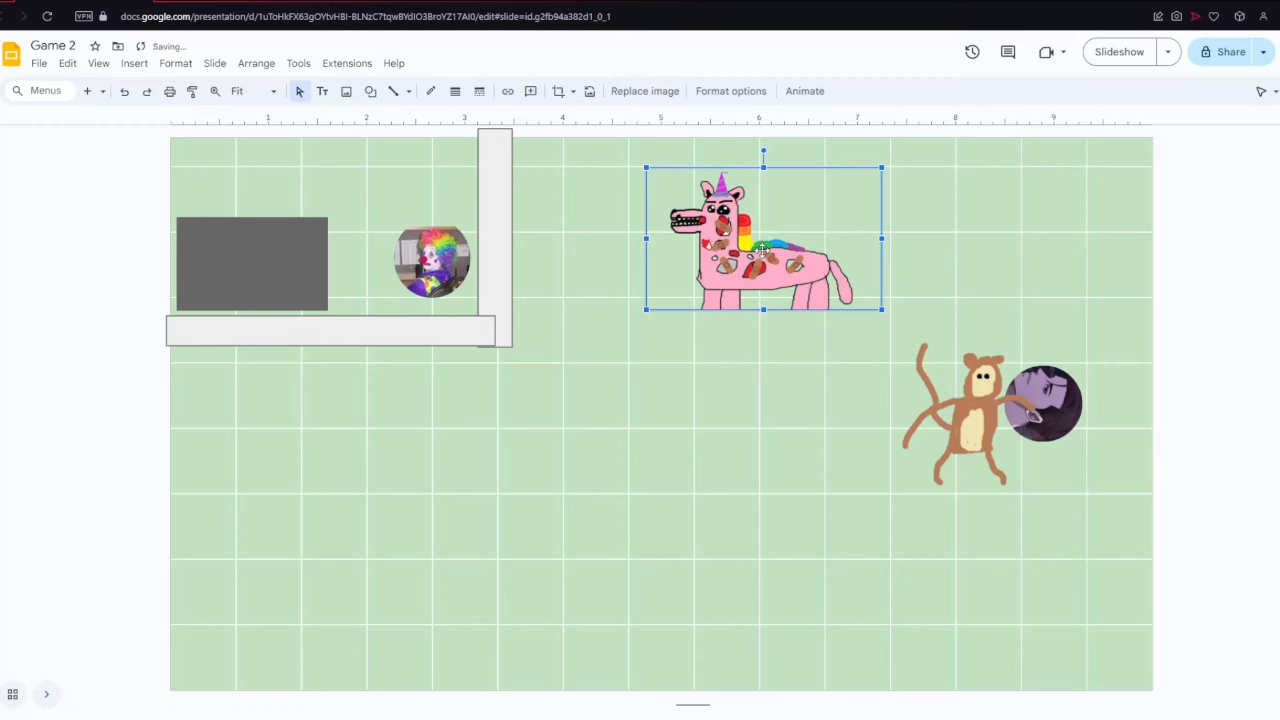 VPN docs.google.com/presentation/d/1uToHkFX63gOYtvHBI-BLNzC7tqwBYdIO3BroYZ17AI0/edit#slide=id.g2fb94a382d1_0_1
Game 2 Saving…
File Edit View Insert Format Slide Arrange Tools Extensions Help
Slideshow
Share
Menus
Fit
Replace image
Format options
Animate
1 2 3 4 5 6 7 8 9